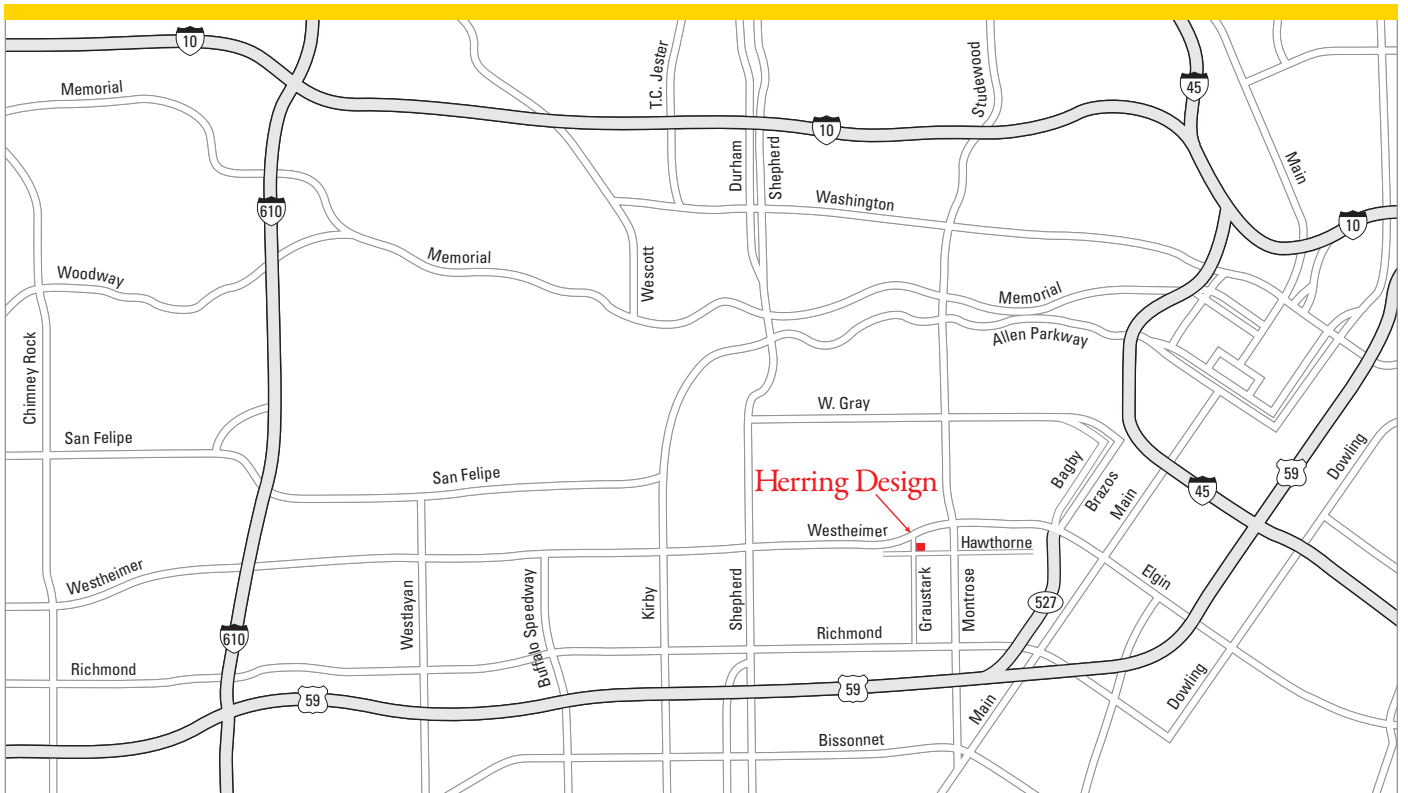 10
Memorial
T.C. Jester
Studewood
45
10
Durham
Shepherd
Main
610
Washington
10
Woodway
Memorial
Wescott
Memorial
Allen Parkway
Chimney Rock
W. Gray
San Felipe
San Felipe
Bagby
Brazos
Main
45
59
Dowling
Herring Design
Westheimer
Hawthorne
Westheimer
Westlayan
Buffalo Speedway
Kirby
Shepherd
Graustark
Montrose
527
Elgin
610
Richmond
Richmond
59
59
Main
Dowling
Bissonnet